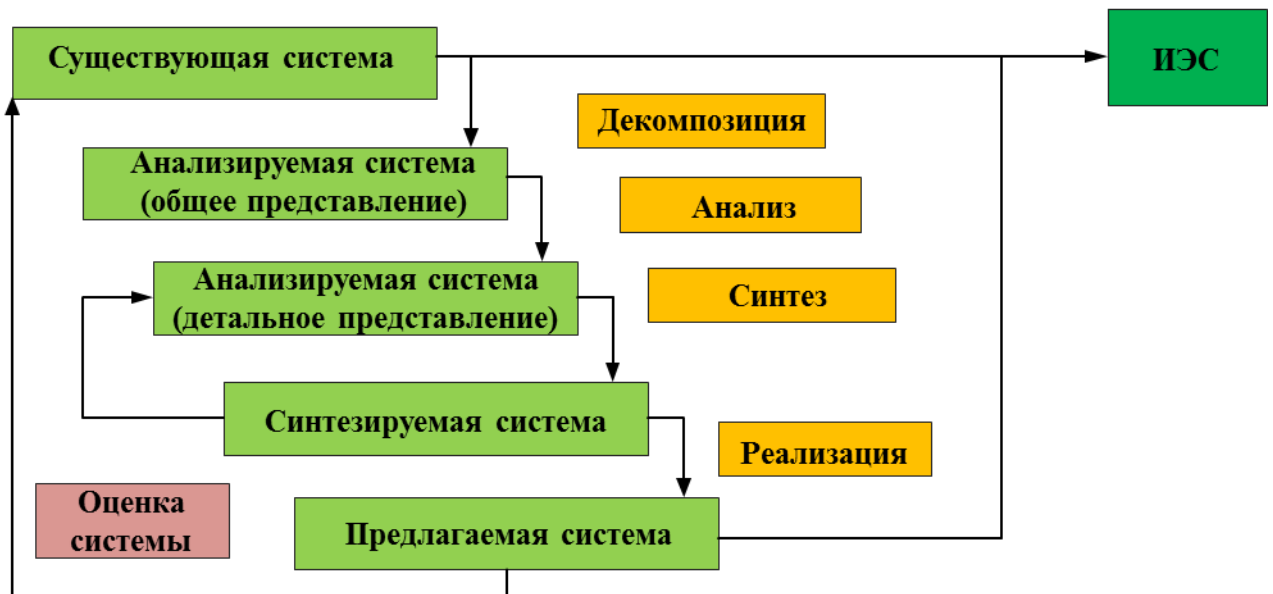 Существующая система
ИЭС
Декомпозиция
Анализируемая система
(общее представление)
Анализ
Анализируемая система
(детальное представление)
Синтез
Синтезируемая система
Реализация
Оценка
системы
Предлагаемая система